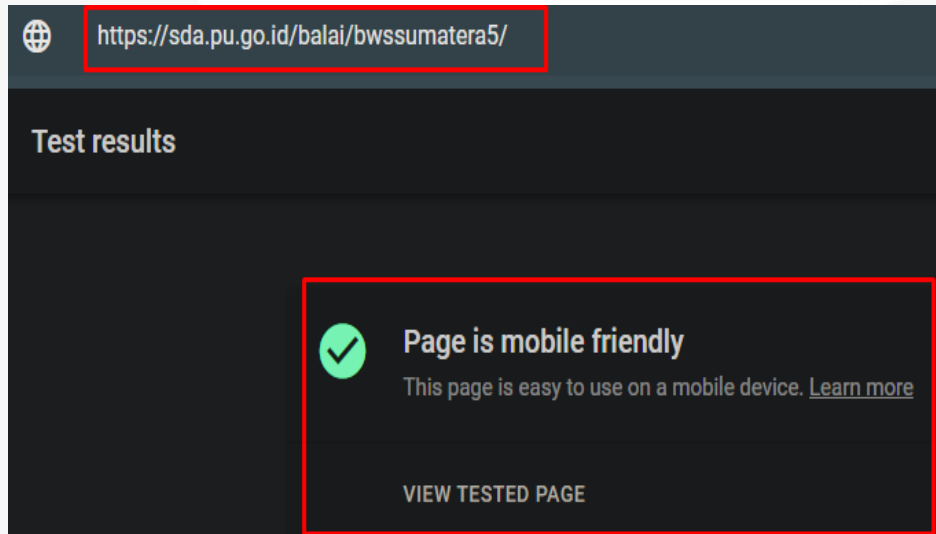 https://sda.pu.go.id/balai/bwssumatera5/
Test results
Page is mobile friendly
This page is easy to use on a mobile device. Learn more
VIEW TESTED PAGE